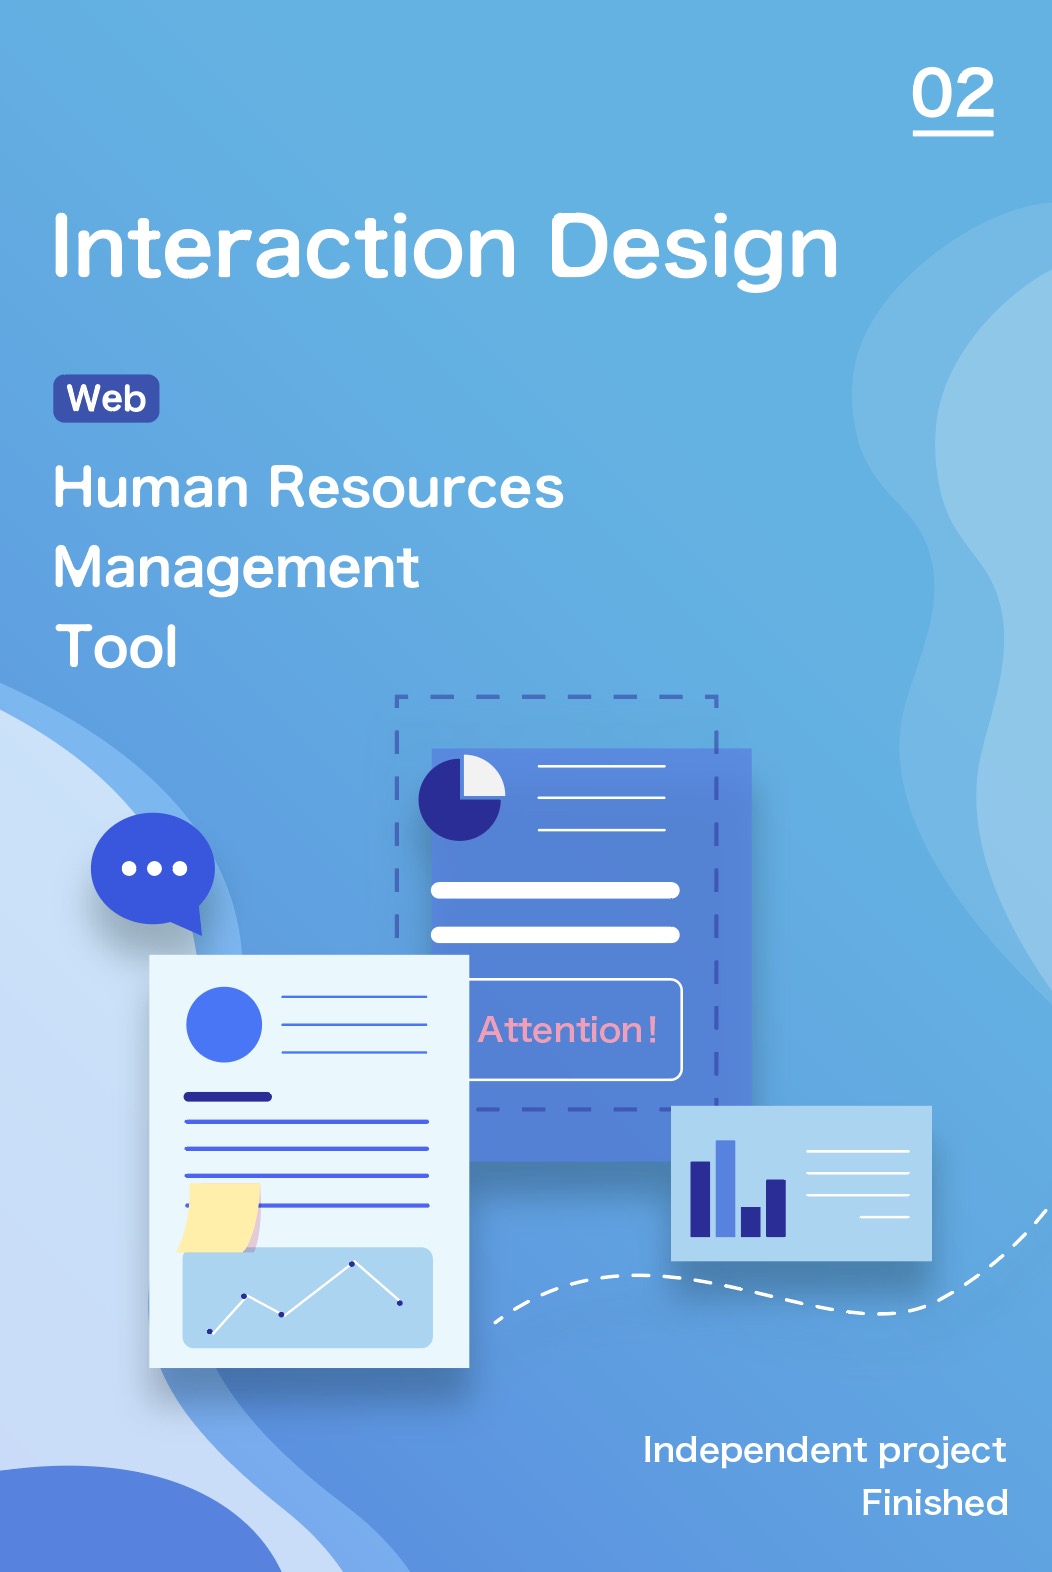 02
Interaction Design
Web
Human Resources
Management
Tool
Attention!
Independent project
Finished